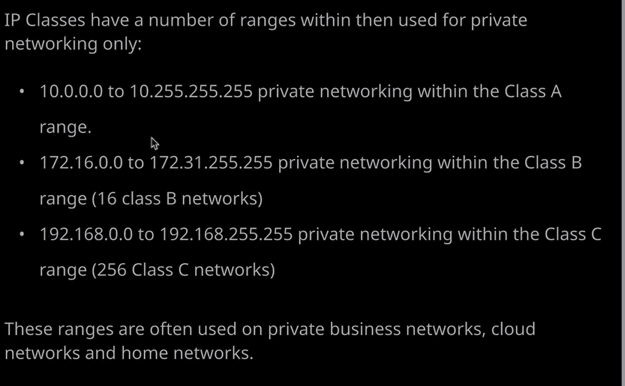 IP Classes have a number of ranges within then used for private
networking only:
• 10.0.0.0 to 10.255.255.255 private networking within the Class A
range.
• 172.16.0.0 to 172.31.255.255 private networking within the Class B
range (16 class B networks)
• 192.168.0.0 to 192.168.255.255 private networking within the Class C
range (256 Class C networks)
These ranges are often used on private business networks, cloud
networks and home networks.